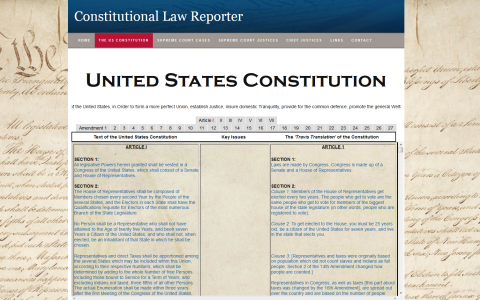 Constitutional Law Reporter
HOME THE US CONSTITUTION SUPREME COURT CASES SUPREME COURT JUSTICES CHIEF JUSTICES LINKS CONTACT
UNITED STATES CONSTITUTION
of the United States, in Order to form a more perfect Union, establish Justice, insure domestic Tranquility, provide for the common defence, promote the general Welf
Article I II III IV V VI VII
Amendment 1 2 3 4 5 6 7 8 9 10 11 12 13 14 15 16 17 18 19 20 21 22 23 24 25 26 27
Text of the United States Constitution Key Issues The 'Travis Translation' of the Constitution
ARTICLE I
SECTION 1:
All legislative Powers herein granted shall be vested in a
Congress of the United States, which shall consist of a Senate
and House of Representatives.
SECTION 2:
The House of Representatives shall be composed of
Members chosen every second Year by the People of the
several States, and the Electors in each State shall have the
Qualifications requisite for Electors of the most numerous
Branch of the State Legislature.
No Person shall be a Representative who shall not have
attained to the Age of twenty five Years, and been seven
Years a Citizen of the United States, and who shall not, when
elected, be an Inhabitant of that State in which he shall be
chosen.
Representatives and direct Taxes shall be apportioned among
the several States which may be included within this Union,
according to their respective Numbers, which shall be
determined by adding to the whole Number of free Persons,
including those bound to Service for a Term of Years, and
excluding Indians not taxed, three fifths of all other Persons.
The actual Enumeration shall be made within three Years
after the first Meeting of the Congress of the United States,
ARTICLE 1
SECTION 1:
Laws are made by Congress. Congress is made up of a
Senate and a House of Representatives.
SECTION 2:
Clause 1: Members of the House of Representatives get
elected every two years. The people who get to vote are the
same people who get to vote for members of the biggest
house of the state legislature (in other words, people who are
registered to vote).
Clause 2: To get elected to the House, you must be 25 years
old, be a citizen of the United States for seven years, and live
in the state that elects you.
Clause 3: [Representatives and taxes were originally based
on population which did not count slaves and Indians as full
people. Section 2 of the 14th Amendment changed how
people are counted.]
Representatives in Congress, as well as taxes [this part about
taxes was changed by the 16th Amendment], are spread out
over the country and are based on the number of people